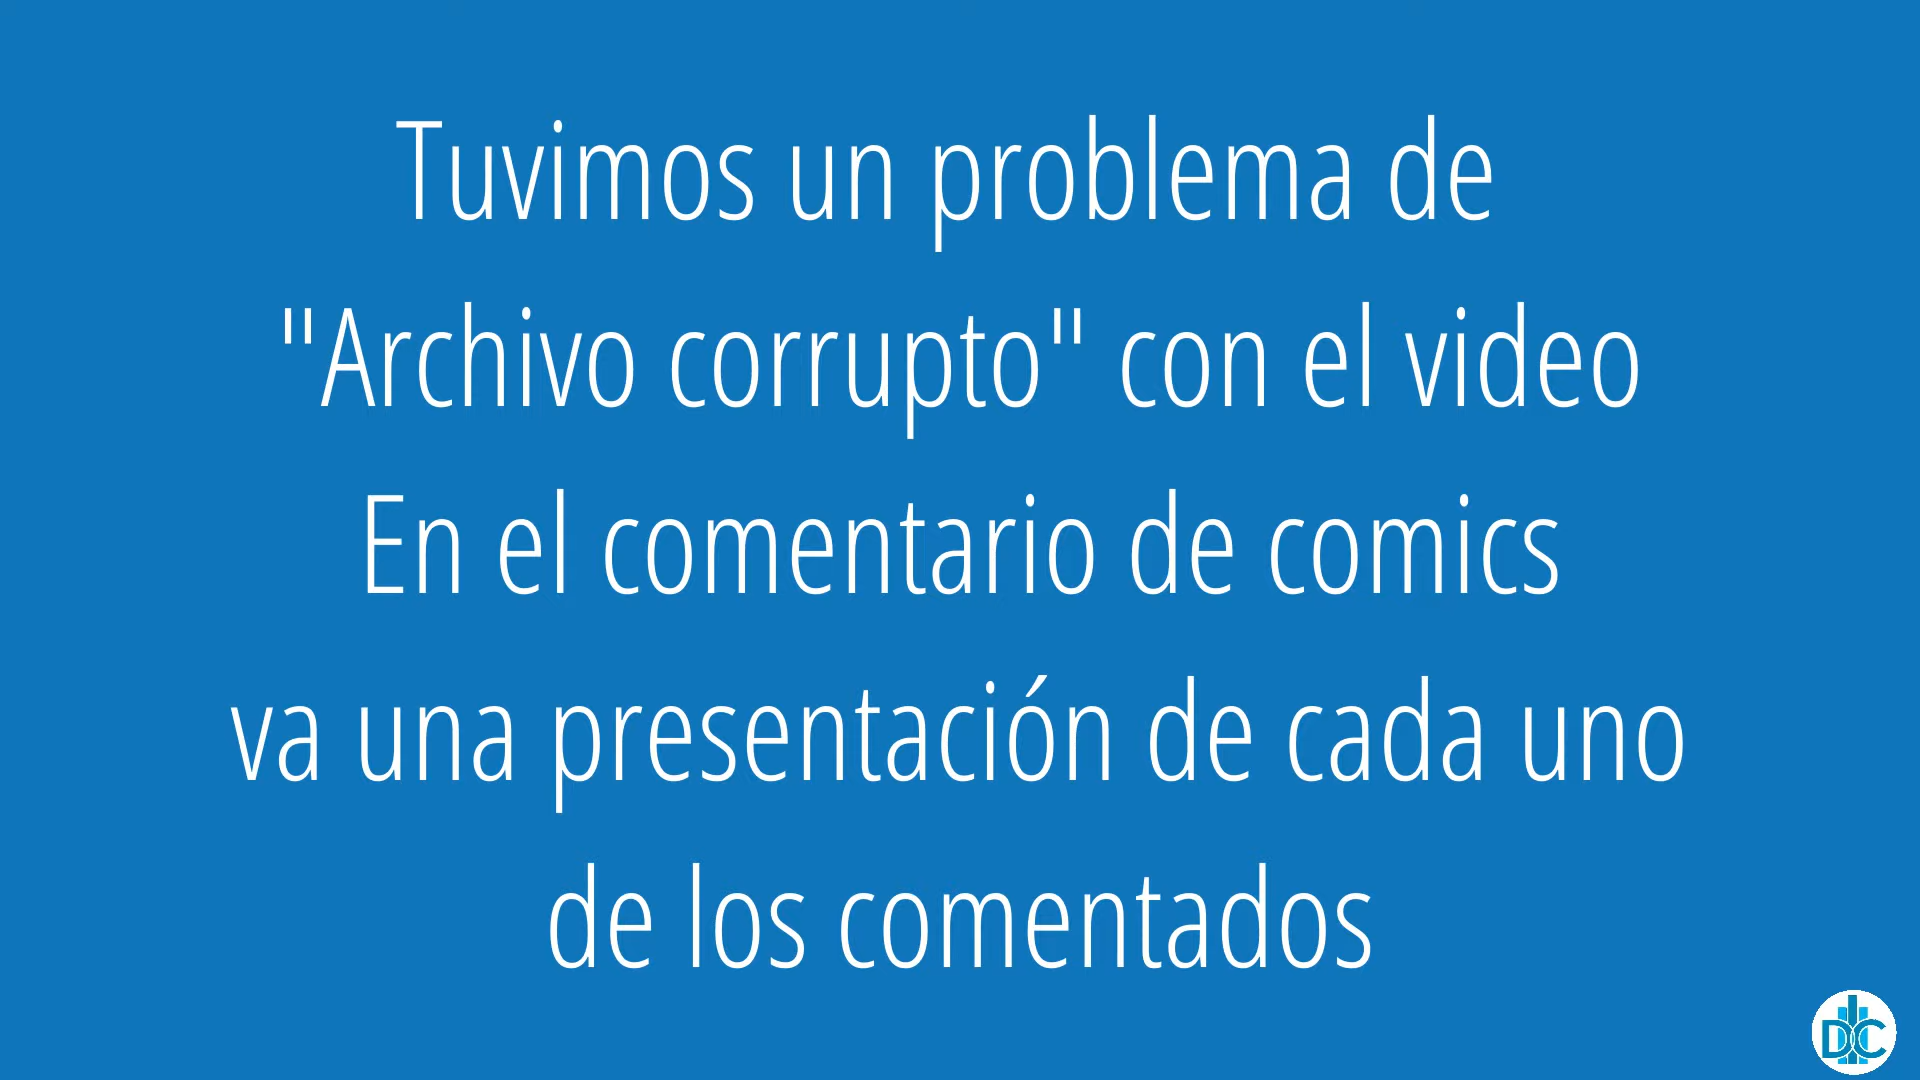 Tuvimos un problema de
"Archivo corrupto" con el video
En el comentario de comics
va una presentación de cada uno
de los comentados
DC